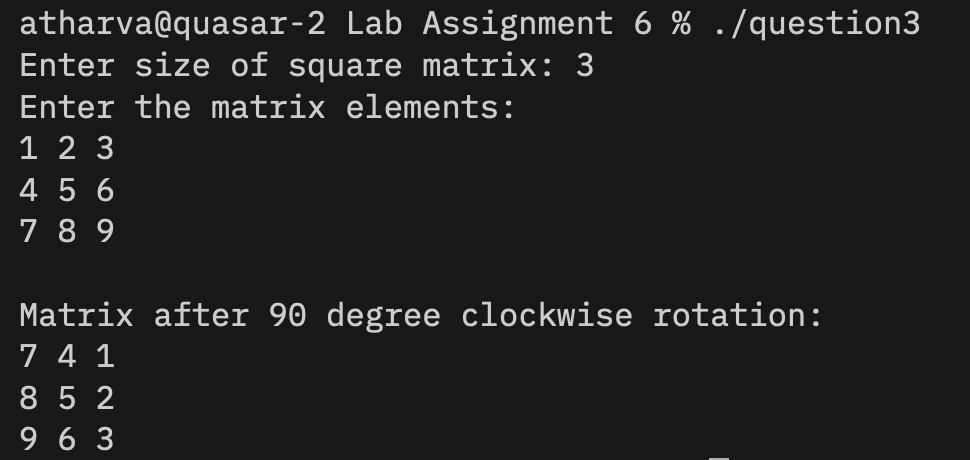 atharva@quasar-2 Lab Assignment 6 % ./question3
Enter size of square matrix: 3
Enter the matrix elements:
1 2 3
4 5 6
7 8 9
Matrix after 90 degree clockwise rotation:
7 4 1
8 5 2
9 6 3